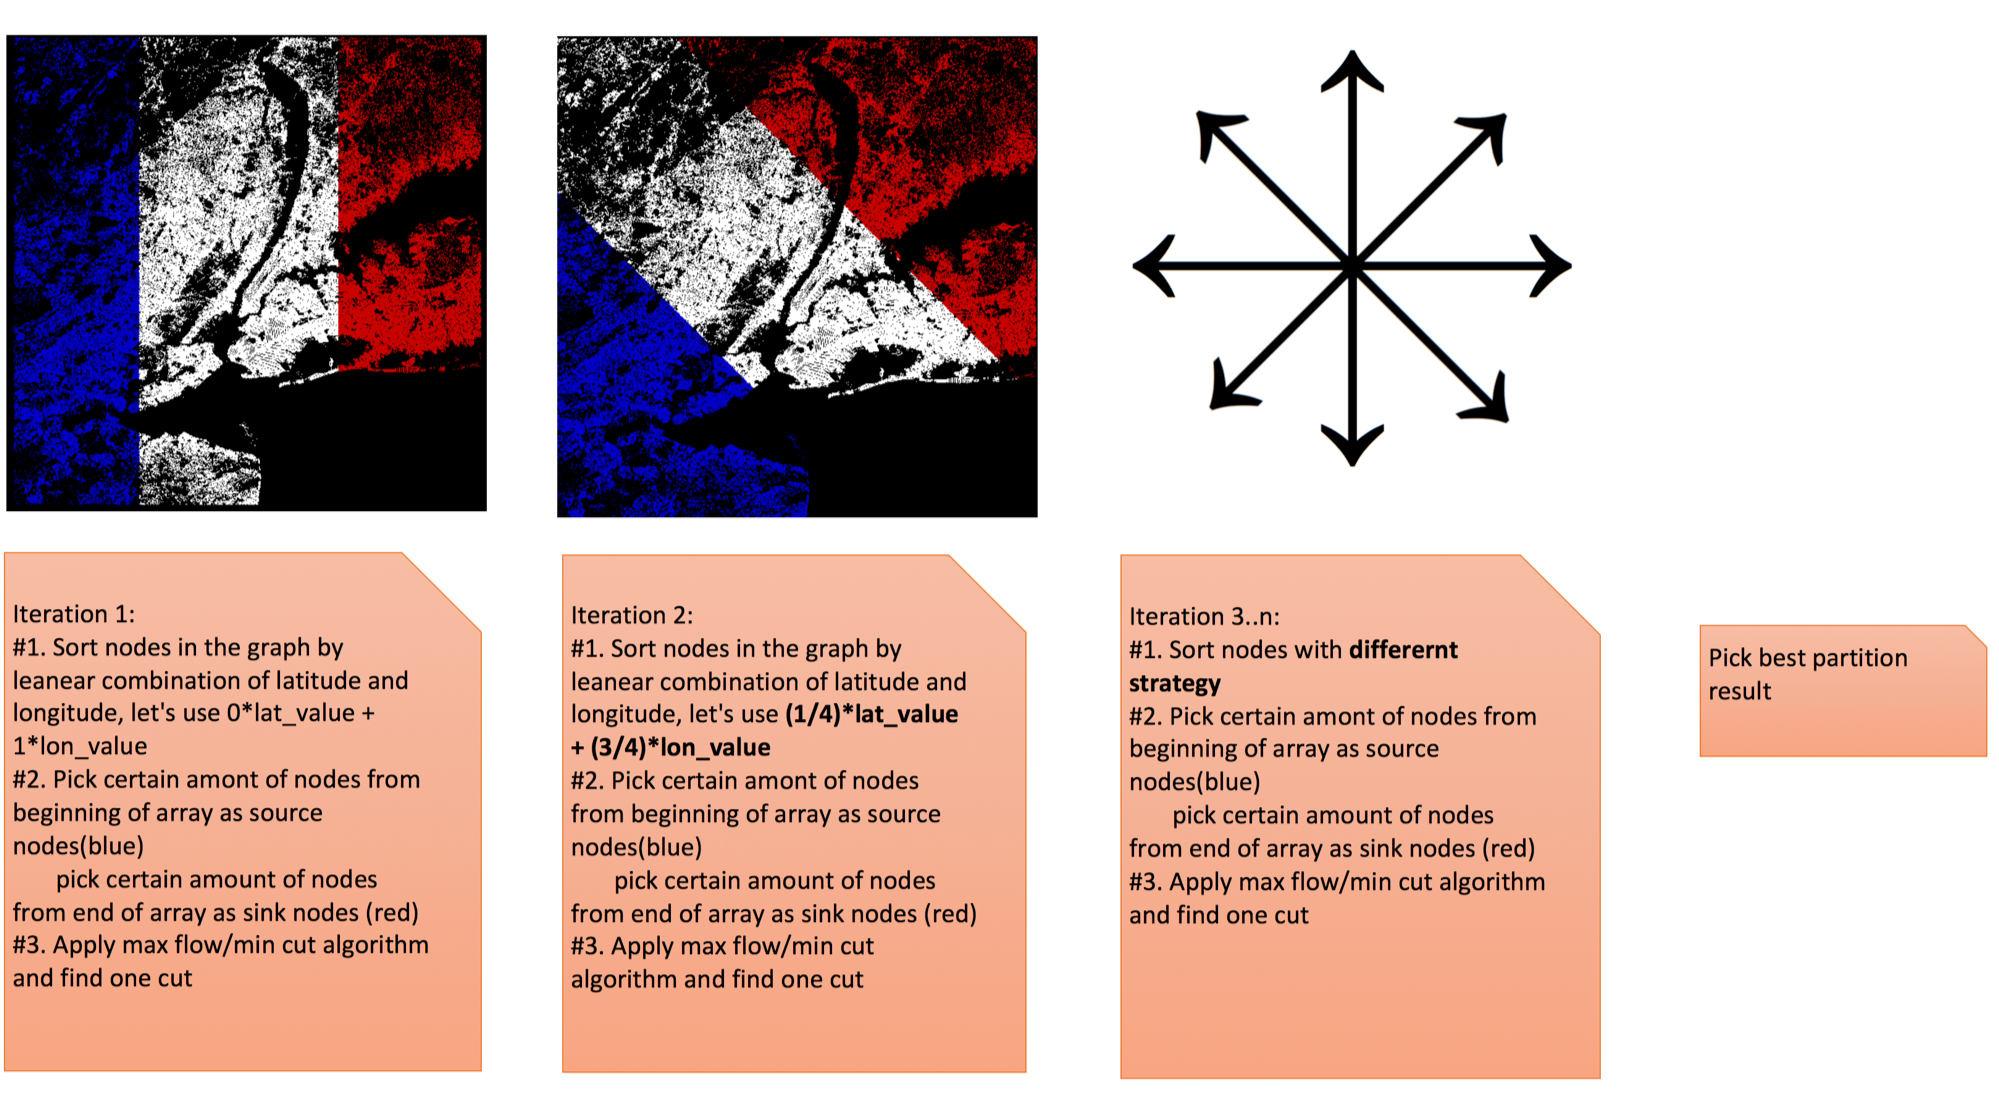 Iteration 1:
#1. Sort nodes in the graph by
leanear combination of latitude and
longitude, let's use 0*lat_value +
1*lon_value
#2. Pick certain amont of nodes from
beginning of array as source
nodes(blue)
pick certain amount of nodes
from end of array as sink nodes (red)
#3. Apply max flow/min cut algorithm
and find one cut
Iteration 2:
#1. Sort nodes in the graph by
leanear combination of latitude and
longitude, let's use (1/4)*lat_value
+ (3/4)*lon_value
#2. Pick certain amont of nodes
from beginning of array as source
nodes(blue)
pick certain amount of nodes
from end of array as sink nodes (red)
#3. Apply max flow/min cut
algorithm and find one cut
Iteration 3..n:
#1. Sort nodes with differernt
strategy
#2. Pick certain amont of nodes from
beginning of array as source
nodes(blue)
pick certain amount of nodes
from end of array as sink nodes (red)
#3. Apply max flow/min cut algorithm
and find one cut
Pick best partition
result